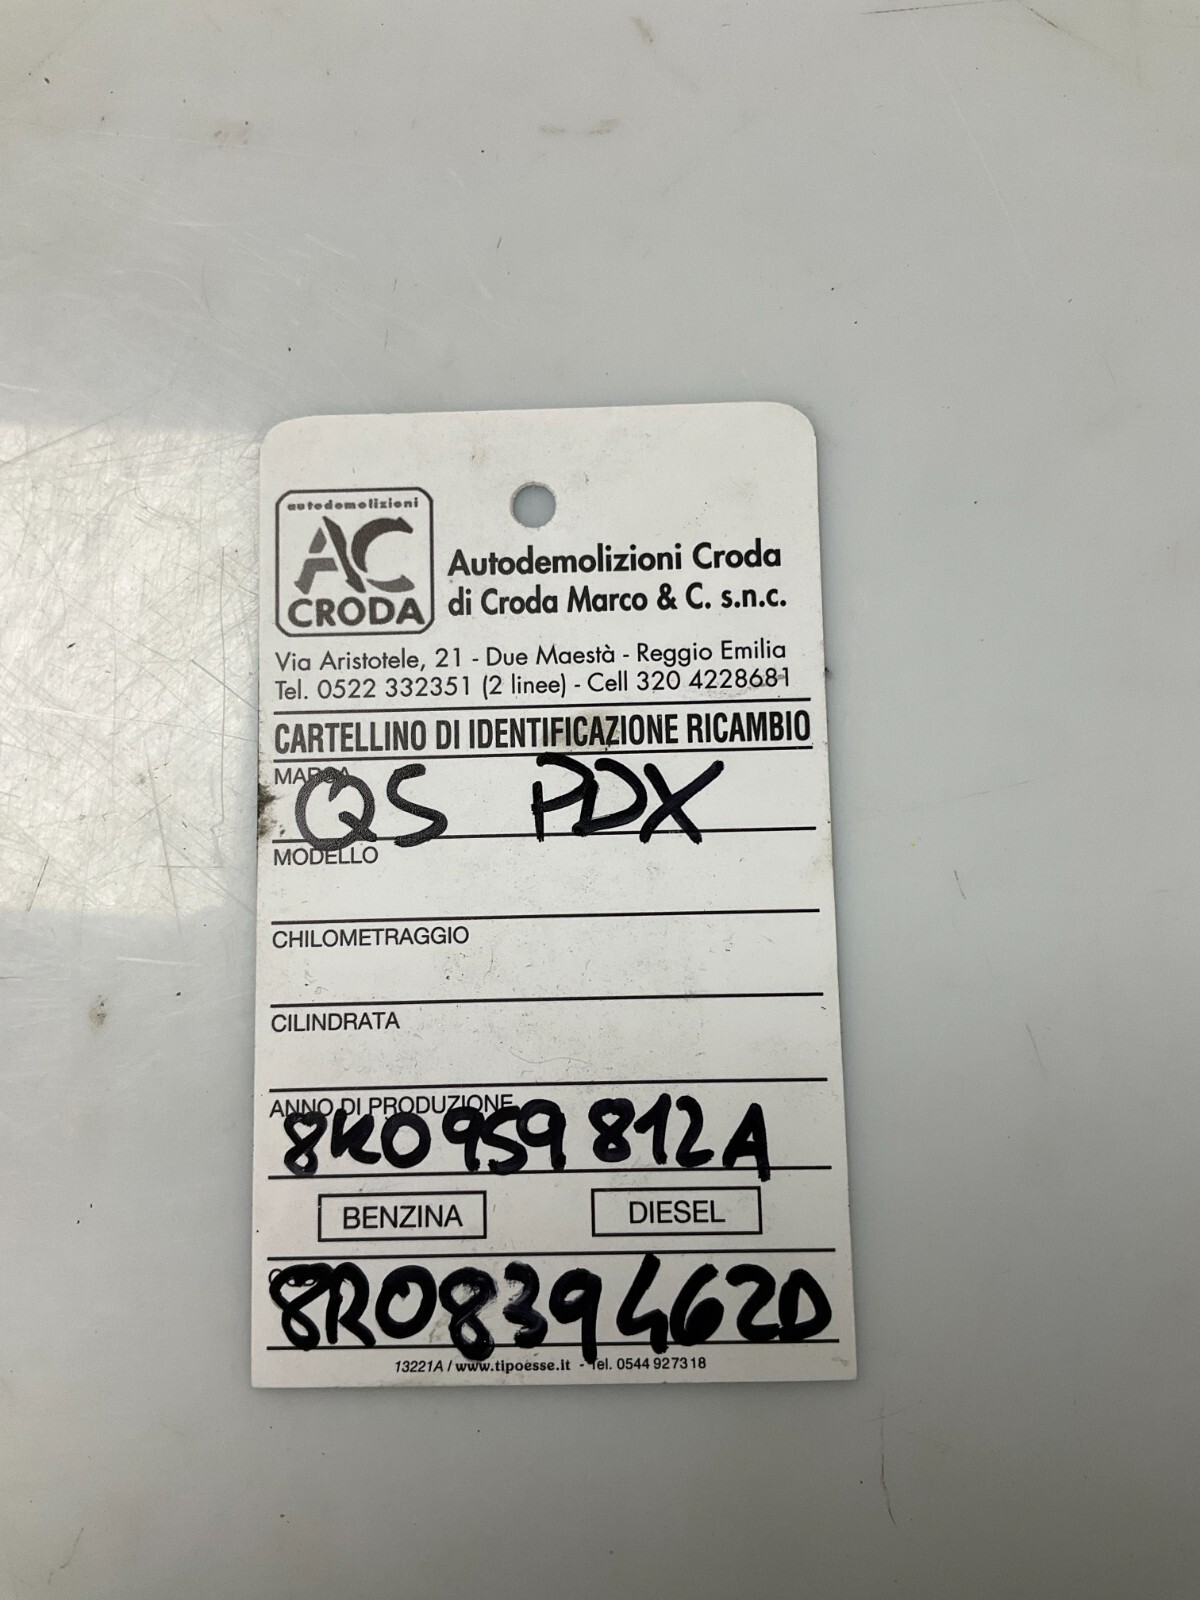 autodemolizioni
AC
CRODA
Autodemolizioni Croda
di Croda Marco & C. s.n.c.
Via Aristotele, 21 - Due Maestà - Reggio Emilia
Tel. 0522 332351 (2 linee) - Cell 320 4228681
CARTELLINO DI IDENTIFICAZIONE RICAMBIO
MARCA
Q5 PDX
MODELLO
CHILOMETRAGGIO
CILINDRATA
ANNO DI PRODUZIONE
8K0959812A
BENZINA DIESEL
8R0839462D
13221A / www.tipoesse.it - Tel. 0544 927318